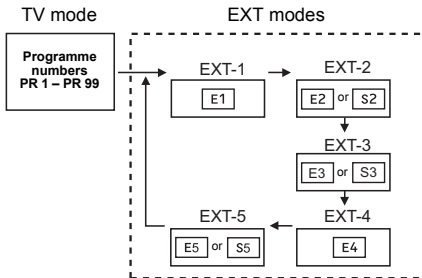 TV mode
EXT modes
Programme
numbers
PR 1 – PR 99
EXT-1
E1
EXT-2
E2 or S2
EXT-3
E3 or S3
EXT-4
E4
EXT-5
E5 or S5